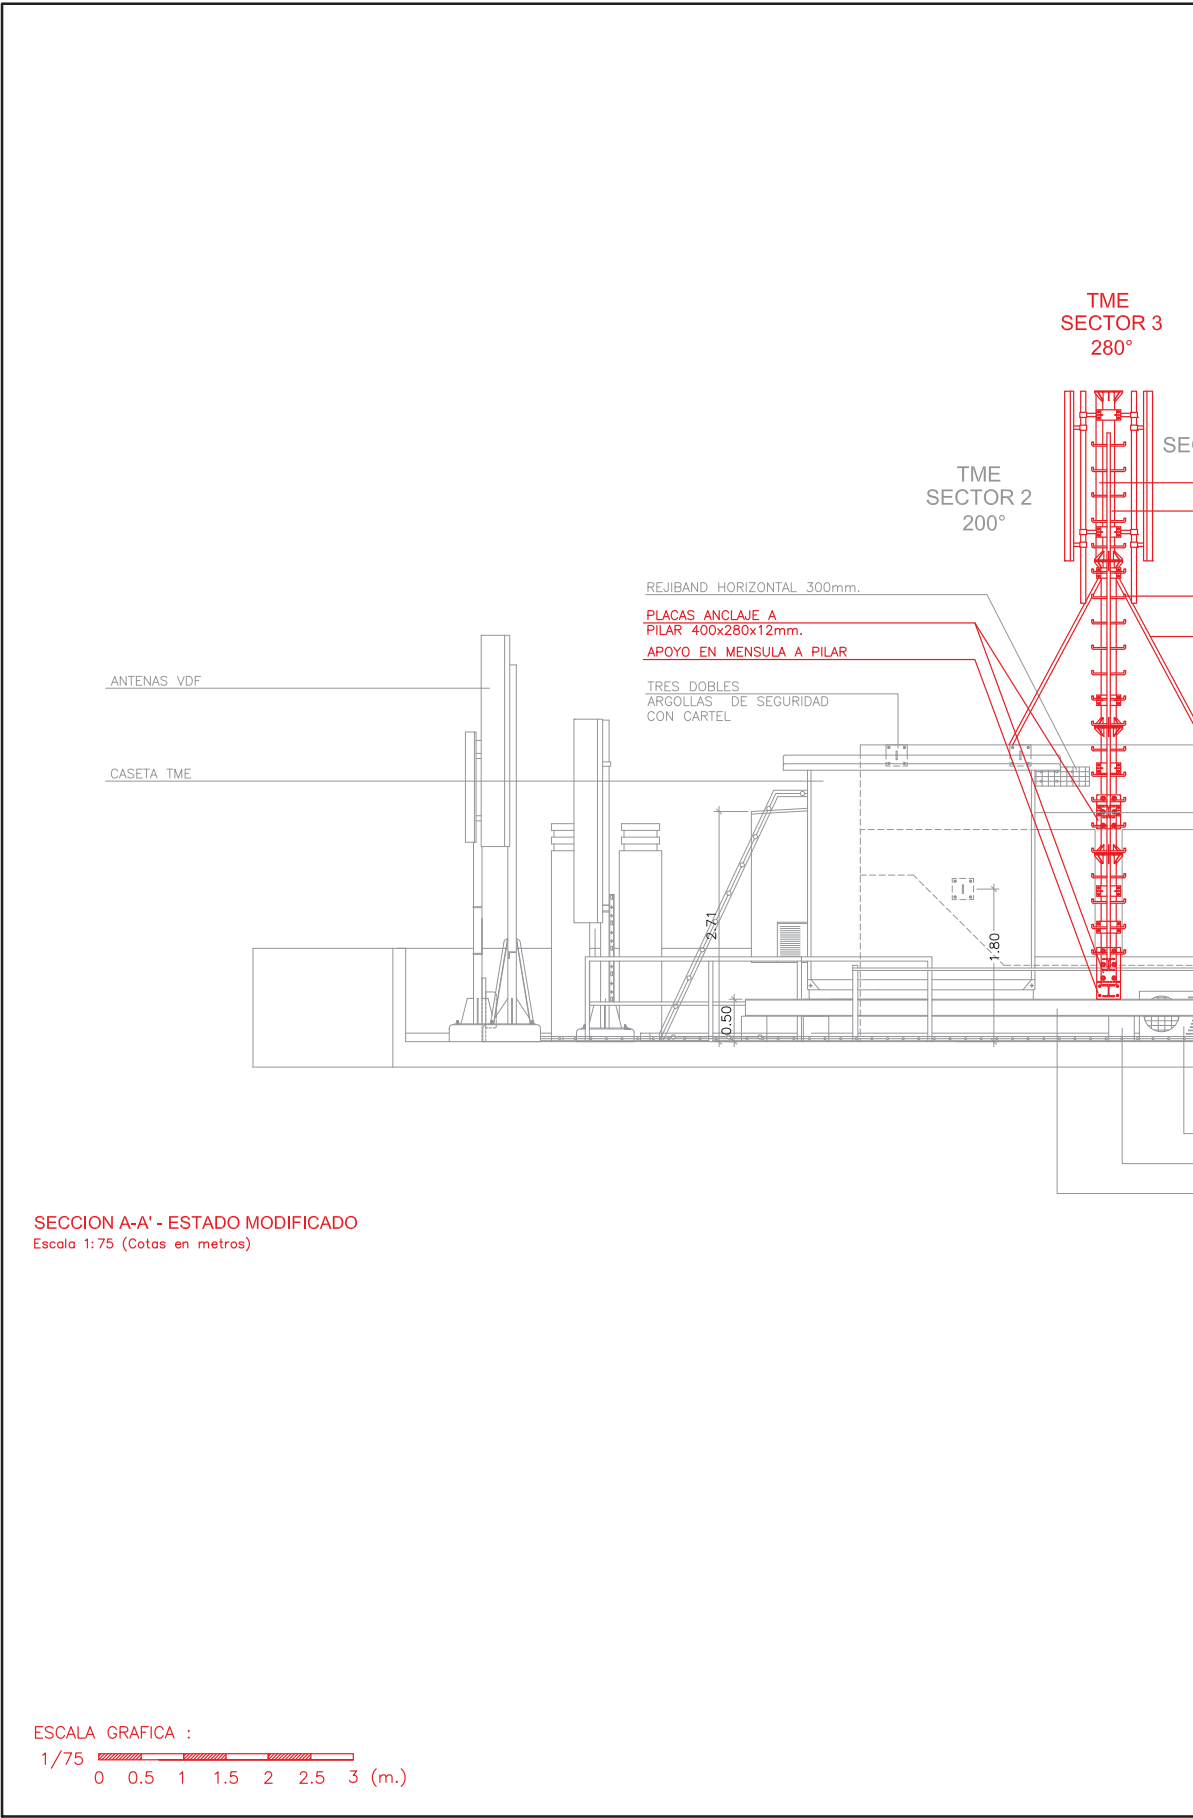 TME
SECTOR 3
280°
TME
SECTOR 2
200°
REJIBAND HORIZONTAL 300mm.
PLACAS ANCLAJE A
PILAR 400x280x12mm.
APOYO EN MENSULA A PILAR
TRES DOBLES
ARGOLLAS DE SEGURIDAD
CON CARTEL
ANTENAS VDF
CASETA TME
2.71
1.80
0.50
SECCION A-A' - ESTADO MODIFICADO
Escala 1:75 (Cotas en metros)
ESCALA GRAFICA :
1/75
0 0.5 1 1.5 2 2.5 3 (m.)